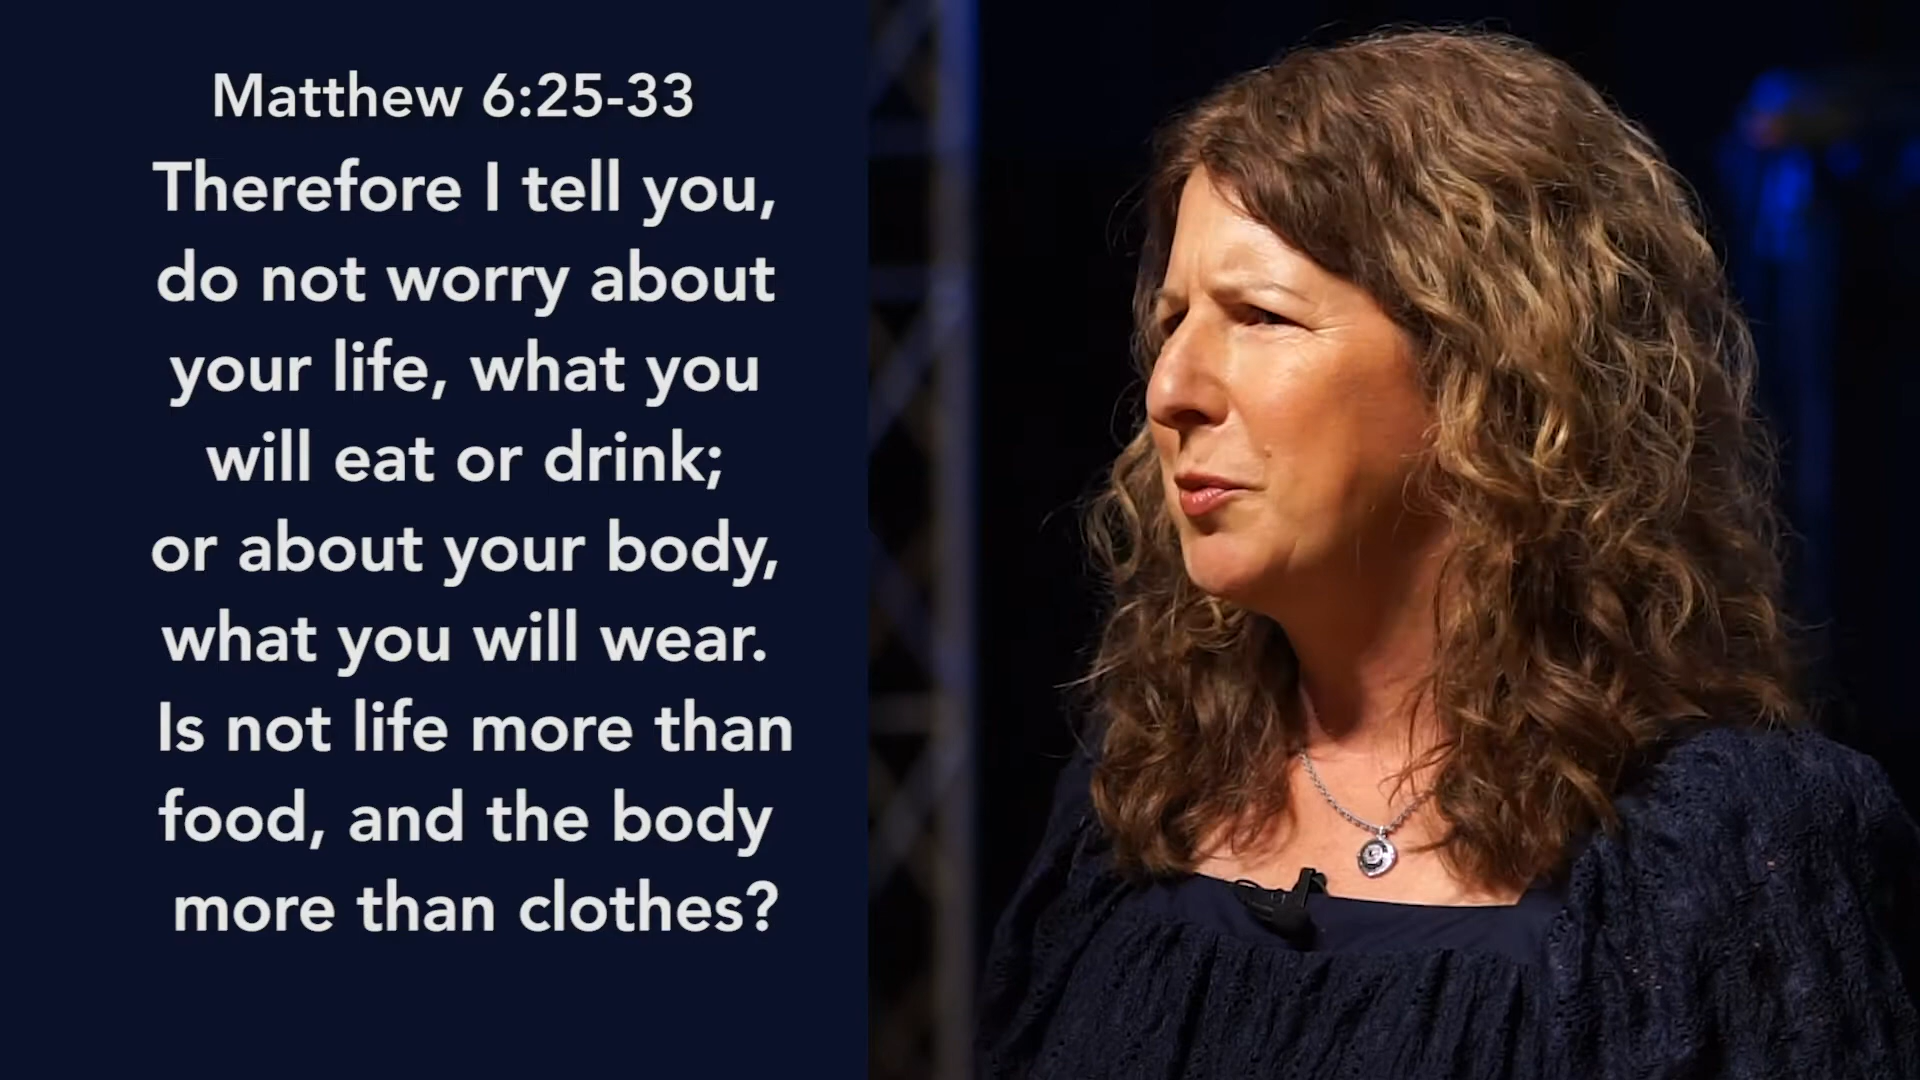 Matthew 6:25-33
Therefore I tell you,
do not worry about
your life, what you
will eat or drink;
or about your body,
what you will wear.
Is not life more than
food, and the body
more than clothes?